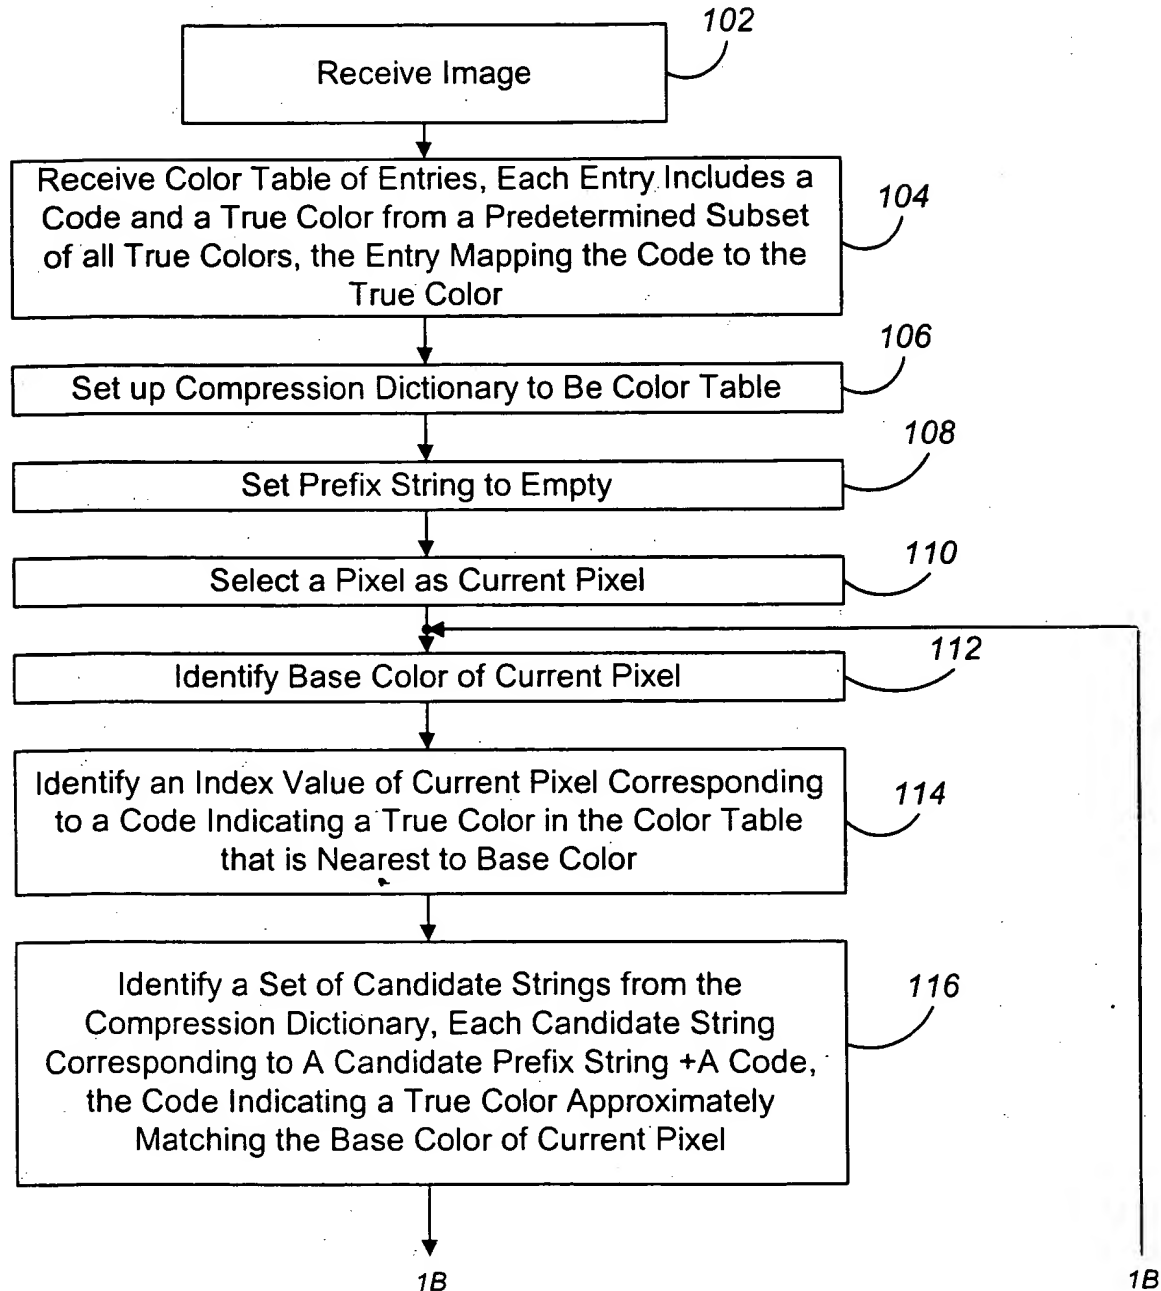 102
Receive Image
Receive Color Table of Entries, Each Entry Includes a
Code and a True Color from a Predetermined Subset
of all True Colors, the Entry Mapping the Code to the
True Color
104
106
Set up Compression Dictionary to Be Color Table
108
Set Prefix String to Empty
110
Select a Pixel as Current Pixel
112
Identify Base Color of Current Pixel
Identify an Index Value of Current Pixel Corresponding
to a Code Indicating a True Color in the Color Table
that is Nearest to Base Color
114
Identify a Set of Candidate Strings from the
Compression Dictionary, Each Candidate String
Corresponding to A Candidate Prefix String +A Code,
the Code Indicating a True Color Approximately
Matching the Base Color of Current Pixel
116
1B
1B